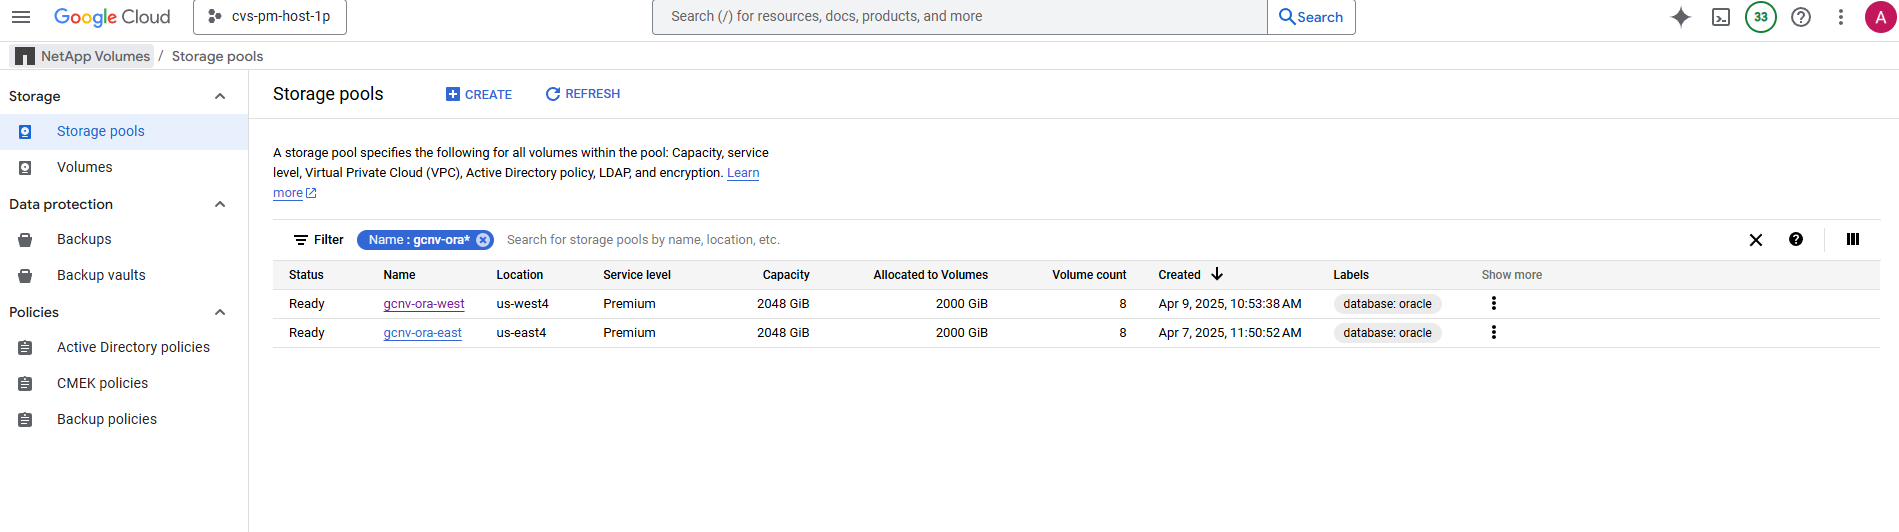 Google Cloud
cvs-pm-host-1p
Search (/) for resources, docs, products, and more
Search
33
A
NetApp Volumes / Storage pools
Storage
Storage pools
Volumes
Data protection
Backups
Backup vaults
Policies
Active Directory policies
CMEK policies
Backup policies
Storage pools
CREATE
REFRESH
A storage pool specifies the following for all volumes within the pool: Capacity, service
level, Virtual Private Cloud (VPC), Active Directory policy, LDAP, and encryption. Learn
more
Filter
Name : gcnv-ora*
Search for storage pools by name, location, etc.
Status Name Location Service level Capacity Allocated to Volumes Volume count Created Labels Show more
Ready gcnv-ora-west us-west4 Premium 2048 GiB 2000 GiB 8 Apr 9, 2025, 10:53:38 AM database: oracle
Ready gcnv-ora-east us-east4 Premium 2048 GiB 2000 GiB 8 Apr 7, 2025, 11:50:52 AM database: oracle